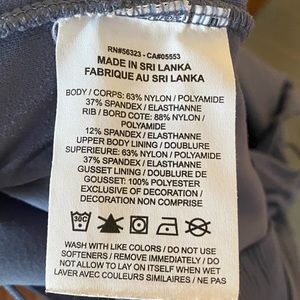 RN#56323 - CA#05553
MADE IN SRI LANKA
FABRIQUE AU SRI LANKA
BODY / CORPS: 63% NYLON / POLYAMIDE
37% SPANDEX / ELASTHANNE
RIB / BORD COTE: 88% NYLON /
POLYAMIDE
12% SPANDEX / ELASTHANNE
UPPER BODY LINING / DOUBLURE
SUPERIEURE: 63% NYLON / POLYAMIDE
37% SPANDEX / ELASTHANNE
GUSSET LINING / DOUBLURE DE
GOUSSET: 100% POLYESTER
EXCLUSIVE OF DECORATION /
DECORATION NON COMPRISE
30
WASH WITH LIKE COLORS / DO NOT USE
SOFTENERS / REMOVE IMMEDIATELY / DO
NOT ALLOW TO LAY ON ITSELF WHEN WET
LAVER AVEC COULEURS SIMILAIRES / NE PAS